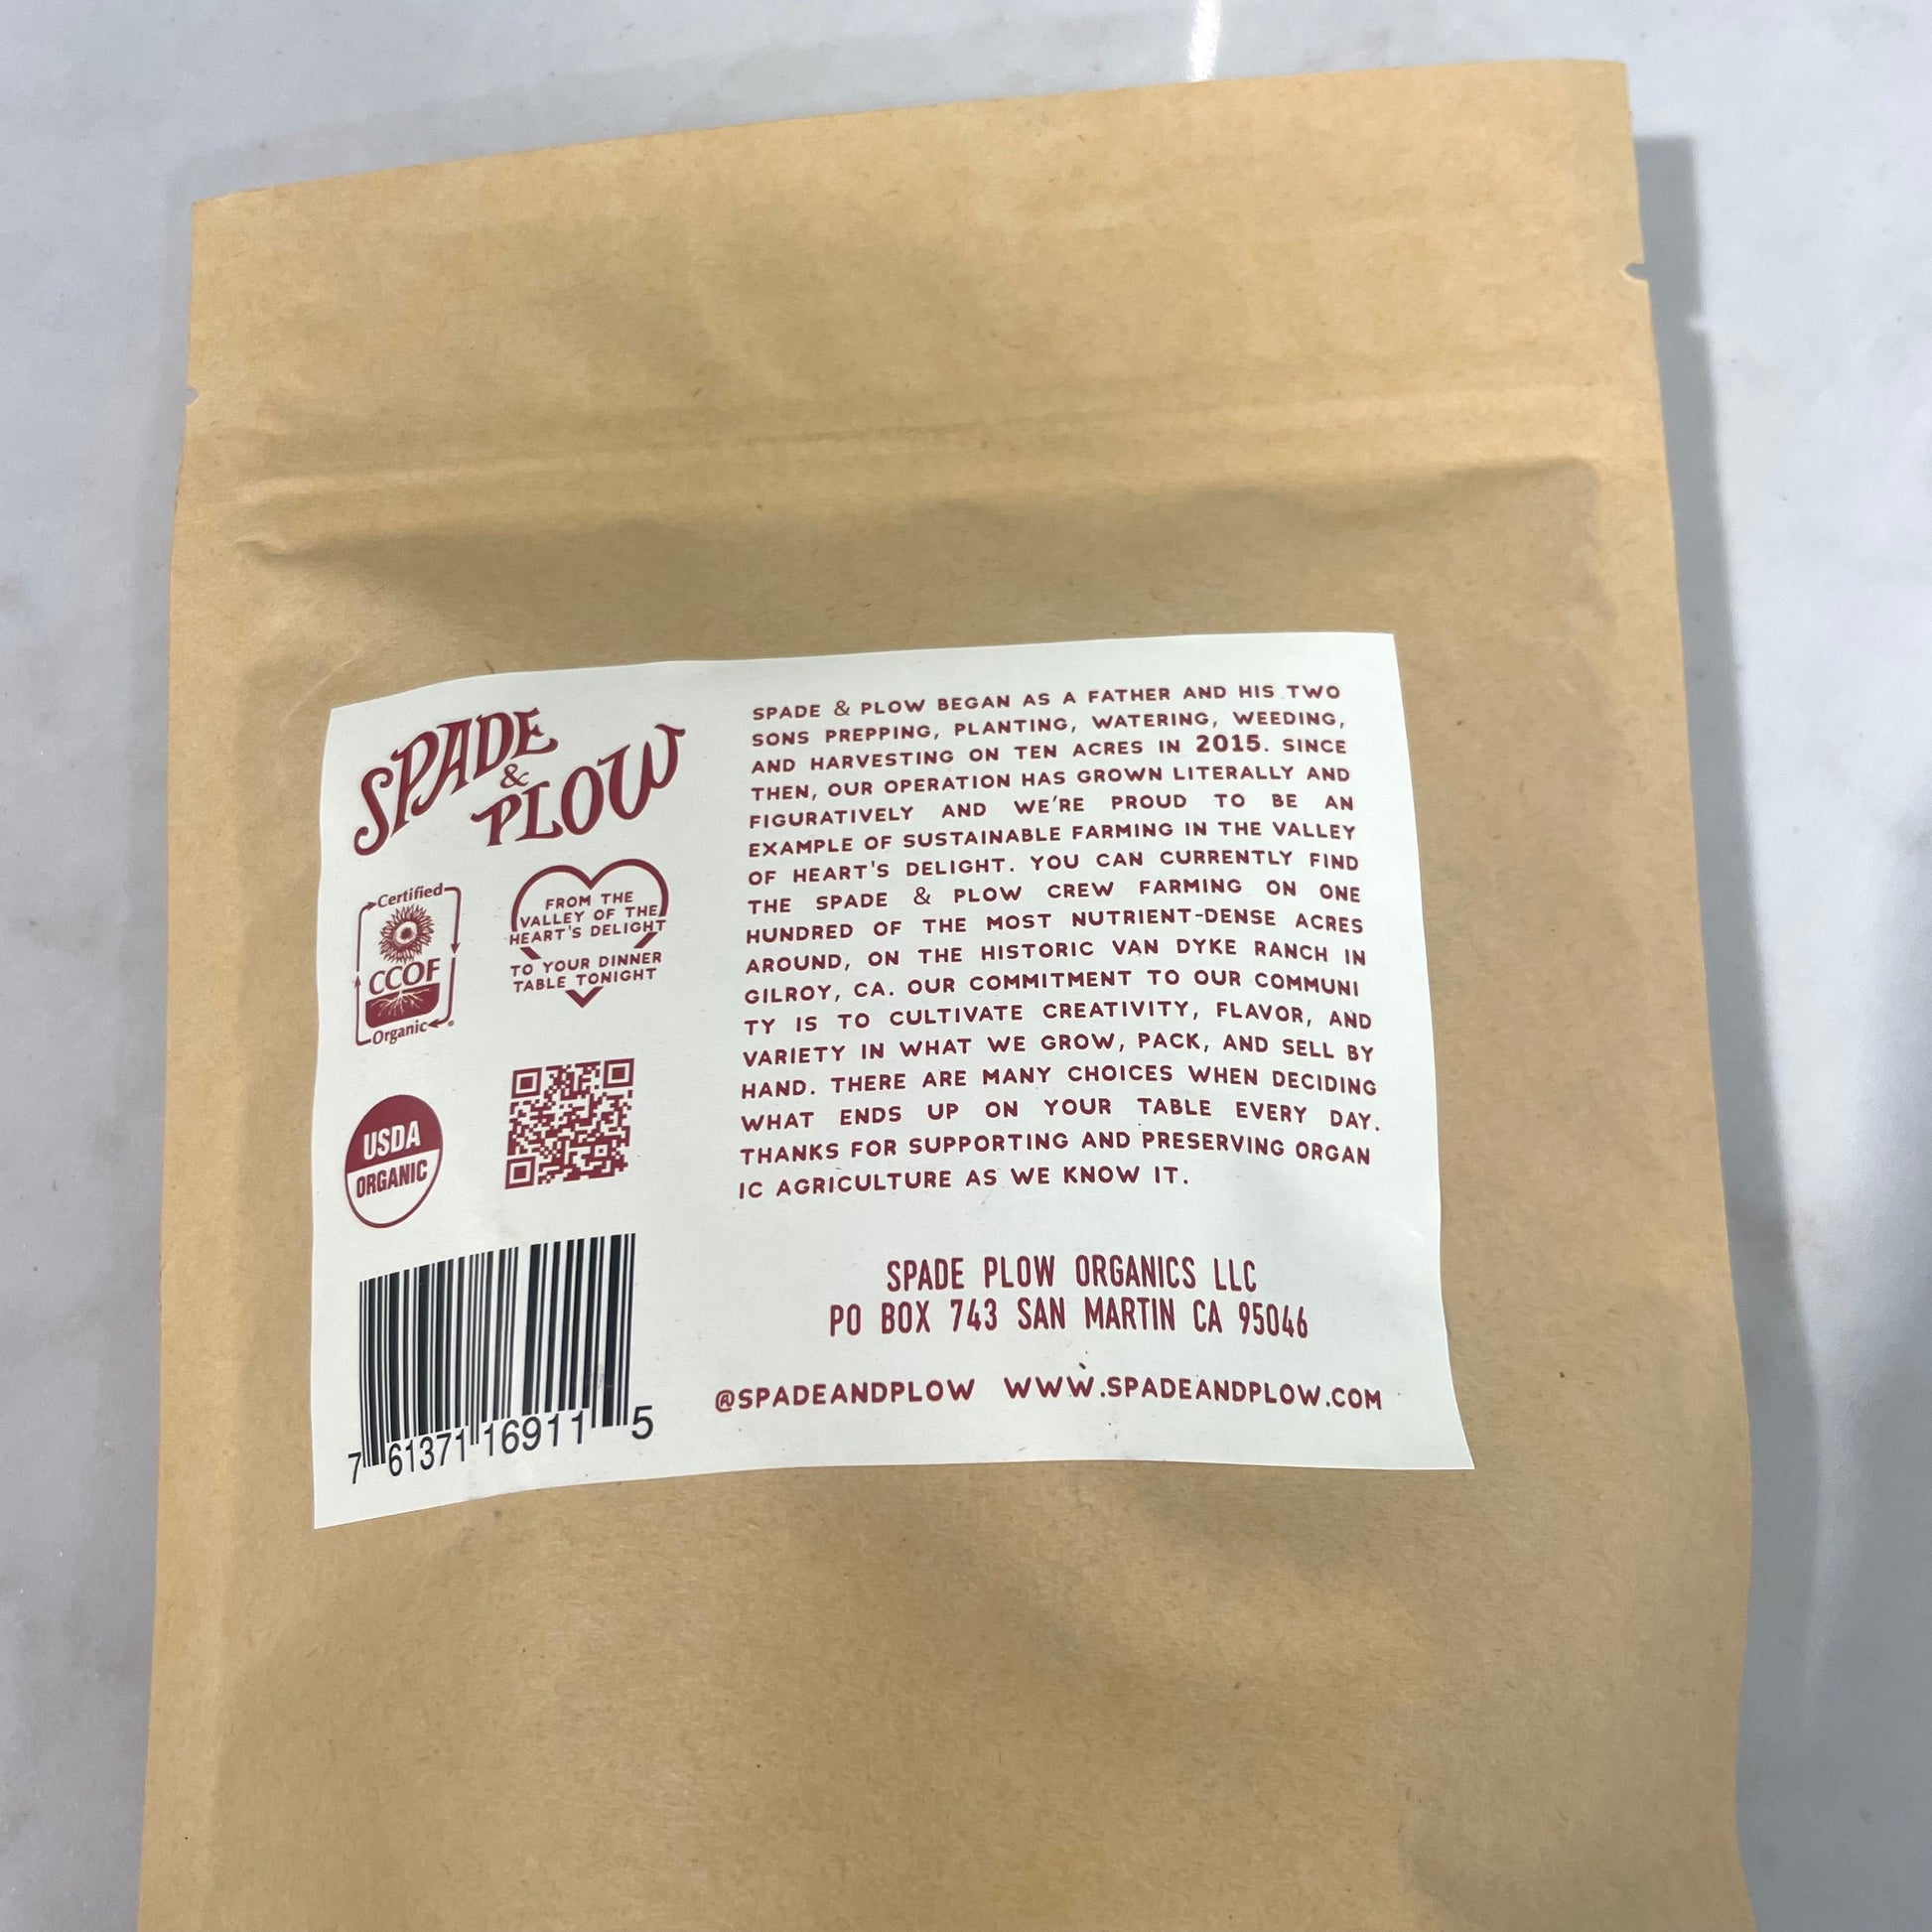 SPADE
&
PLOW
Certified
CCOF
Organic
FROM THE
VALLEY OF THE
HEART'S DELIGHT
TO YOUR DINNER
TABLE TONIGHT
USDA
ORGANIC
7 61371 16911 5
SPADE & PLOW BEGAN AS A FATHER AND HIS TWO
SONS PREPPING, PLANTING, WATERING, WEEDING,
AND HARVESTING ON TEN ACRES IN 2015. SINCE
THEN, OUR OPERATION HAS GROWN LITERALLY AND
FIGURATIVELY AND WE'RE PROUD TO BE AN
EXAMPLE OF SUSTAINABLE FARMING IN THE VALLEY
OF HEART'S DELIGHT. YOU CAN CURRENTLY FIND
THE SPADE & PLOW CREW FARMING ON ONE
HUNDRED OF THE MOST NUTRIENT-DENSE ACRES
AROUND, ON THE HISTORIC VAN DYKE RANCH IN
GILROY, CA. OUR COMMITMENT TO OUR COMMUNI
TY IS TO CULTIVATE CREATIVITY, FLAVOR, AND
VARIETY IN WHAT WE GROW, PACK, AND SELL BY
HAND. THERE ARE MANY CHOICES WHEN DECIDING
WHAT ENDS UP ON YOUR TABLE EVERY DAY.
THANKS FOR SUPPORTING AND PRESERVING ORGAN
IC AGRICULTURE AS WE KNOW IT.
SPADE PLOW ORGANICS LLC
PO BOX 743 SAN MARTIN CA 95046
@SPADEANDPLOW WWW.SPADEANDPLOW.COM